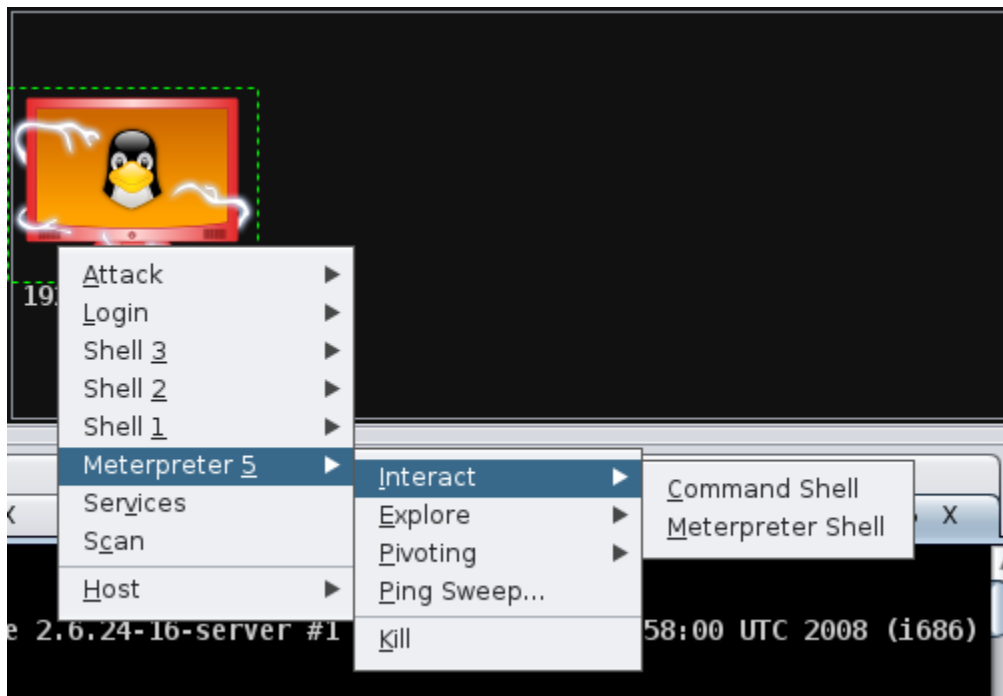 192
Attack
Login
Shell 3
Shell 2
Shell 1
Meterpreter 5
Services
Scan
Host
Interact
Explore
Pivoting
Ping Sweep...
Kill
Command Shell
Meterpreter Shell
X
X
e 2.6.24-16-server #1 58:00 UTC 2008 (i686)